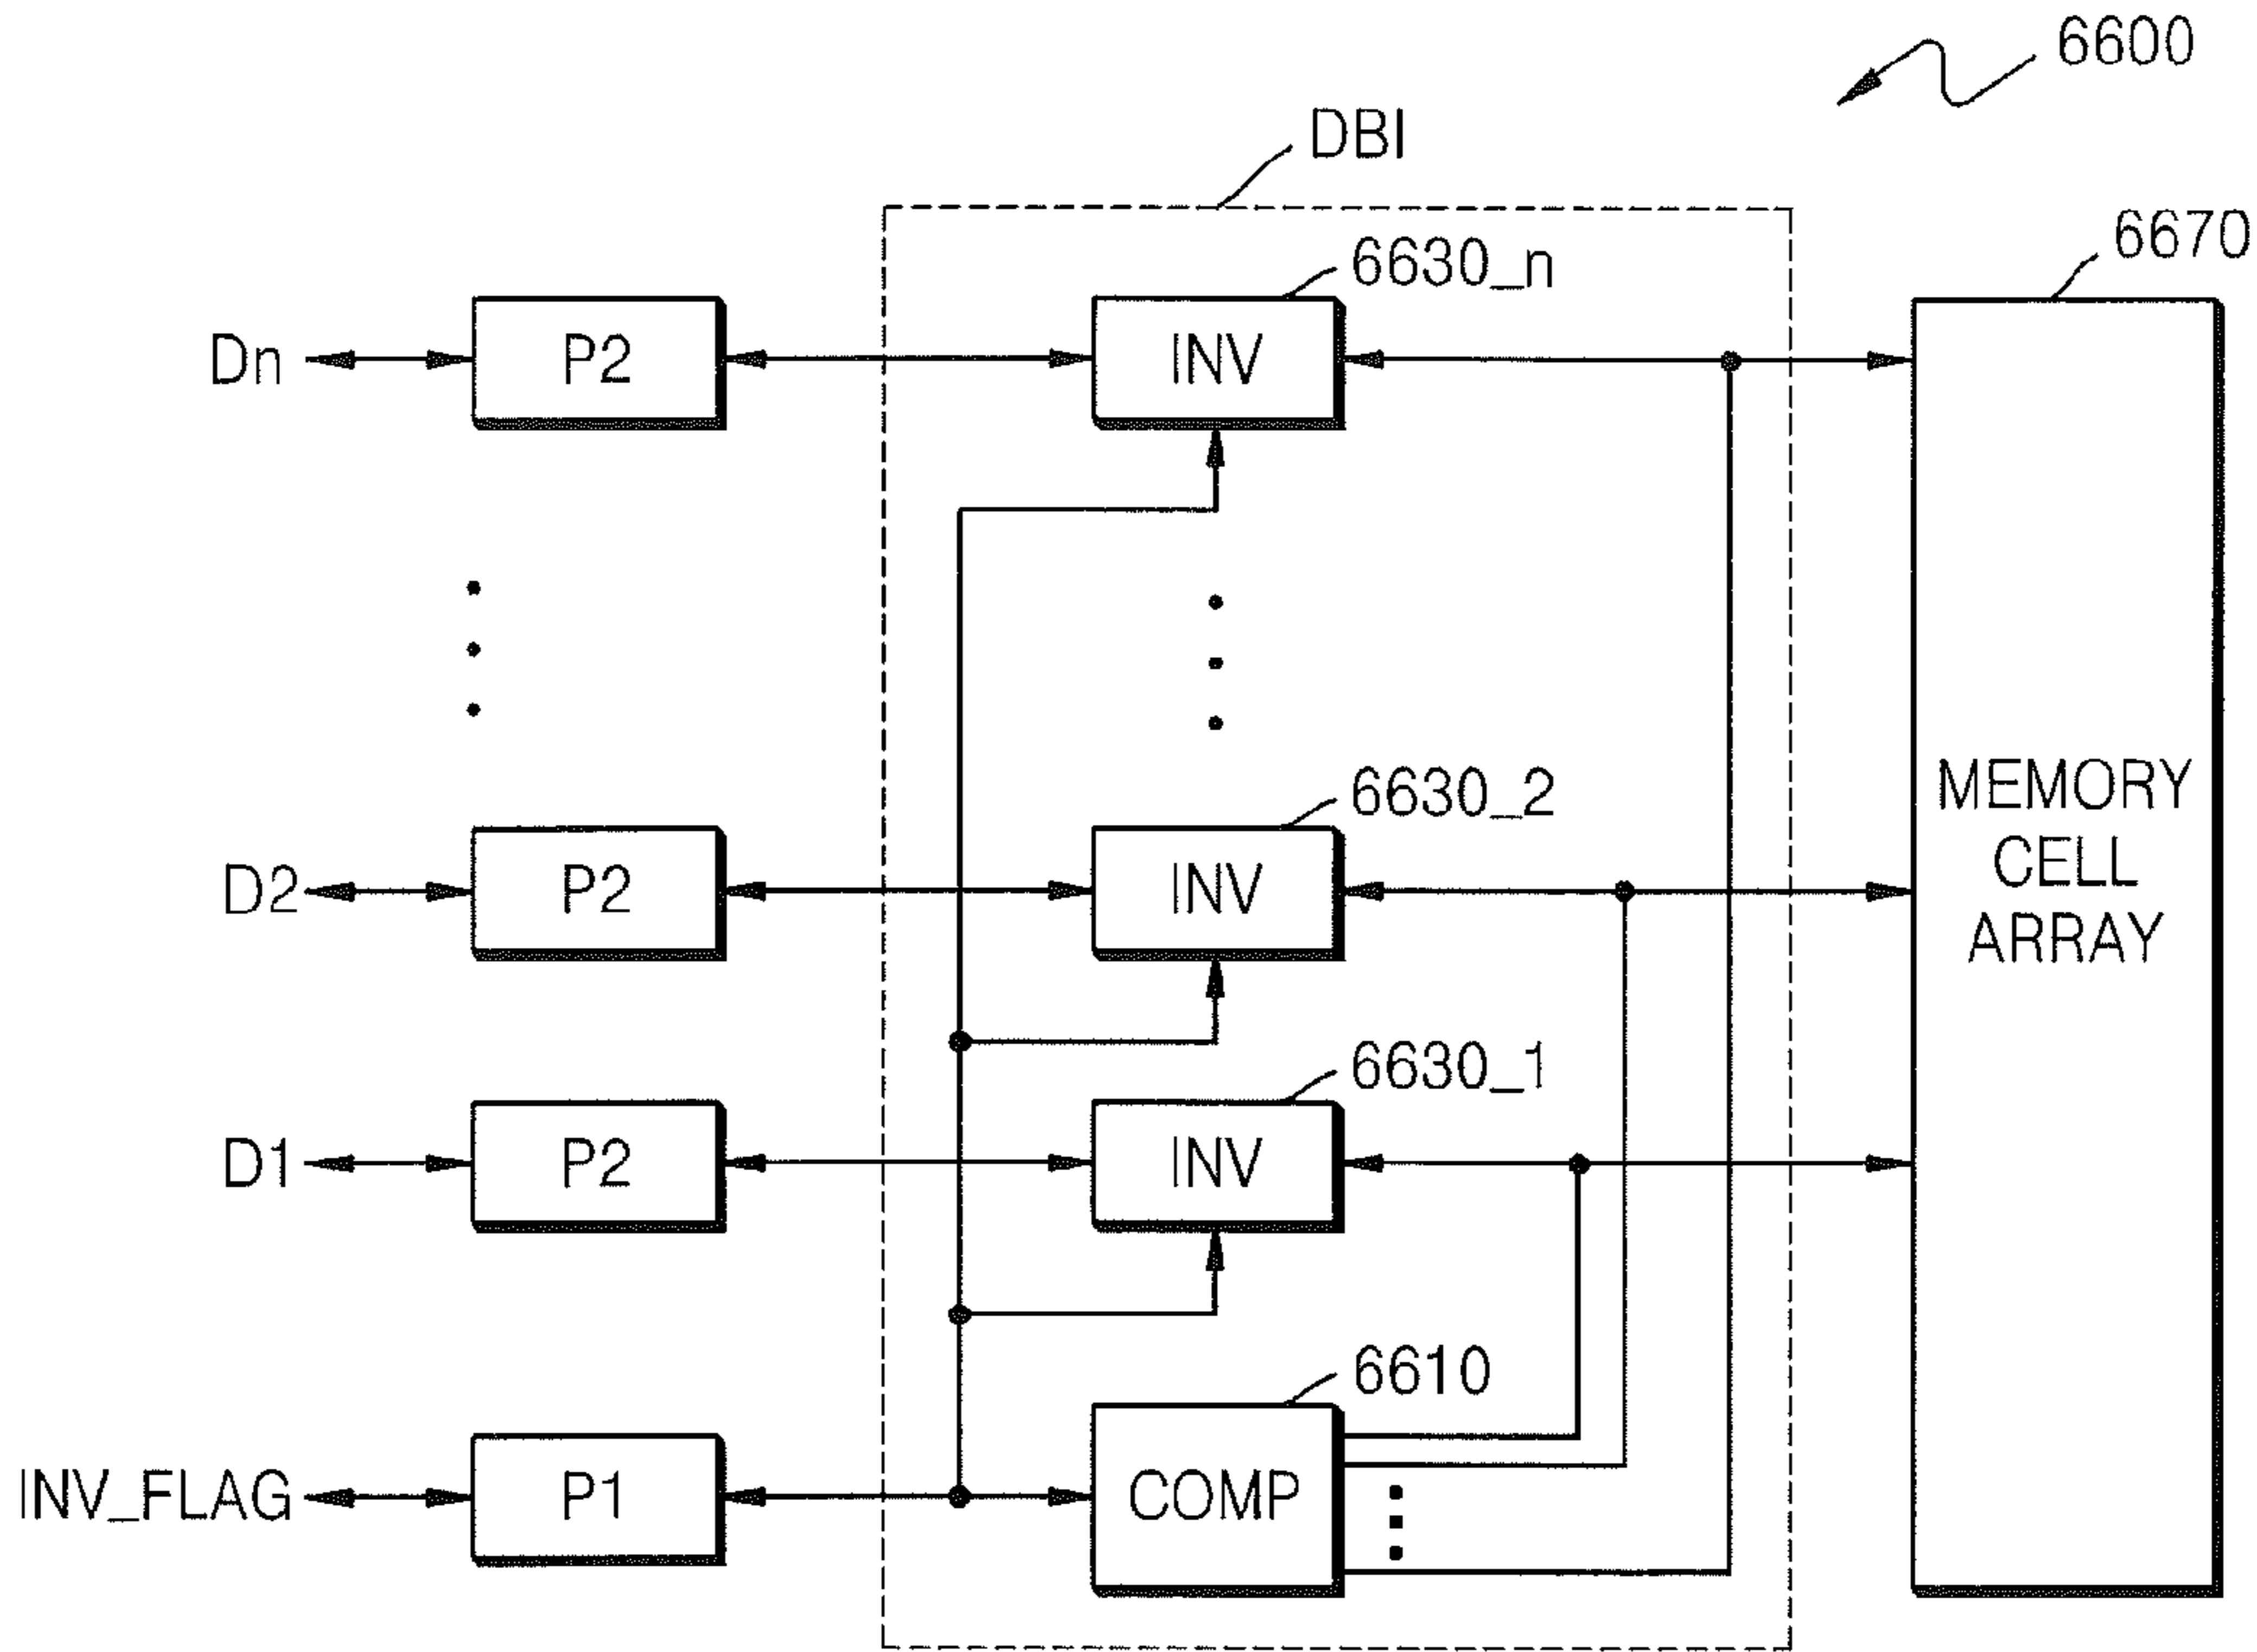 6600
DBI
6670
6630_n
Dn
P2
INV
6630_2
D2
P2
INV
MEMORY
CELL
ARRAY
6630_1
D1
P2
INV
6610
INV_FLAG
P1
COMP